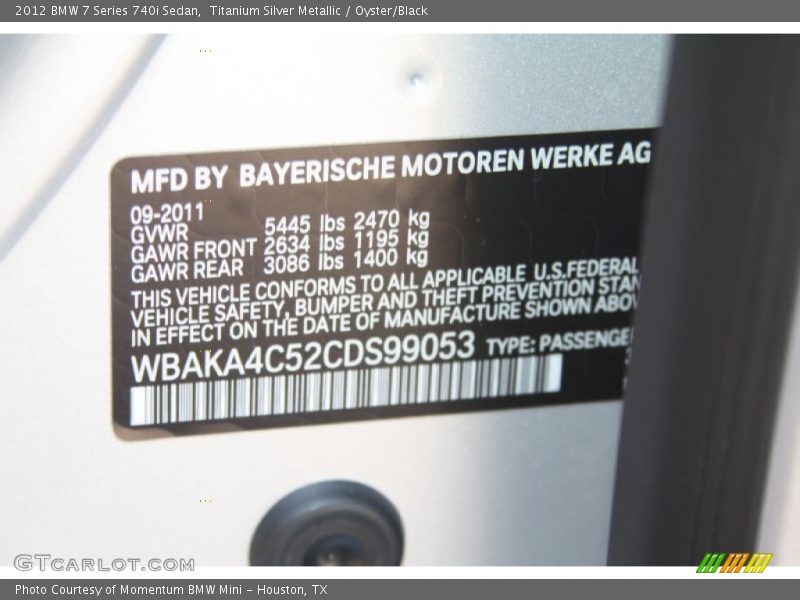 2012 BMW 7 Series 740i Sedan, Titanium Silver Metallic / Oyster/Black
MFD BY BAYERISCHE MOTOREN WERKE AG
09-2011
GVWR 5445 lbs 2470 kg
GAWR FRONT 2634 lbs 1195 kg
GAWR REAR 3086 lbs 1400 kg
THIS VEHICLE CONFORMS TO ALL APPLICABLE U.S.FEDERAL
VEHICLE SAFETY, BUMPER AND THEFT PREVENTION STAN
IN EFFECT ON THE DATE OF MANUFACTURE SHOWN ABOV
WBAKA4C52CDS99053 TYPE: PASSENGE
GTCARLOT.COM
Photo Courtesy of Momentum BMW Mini - Houston, TX